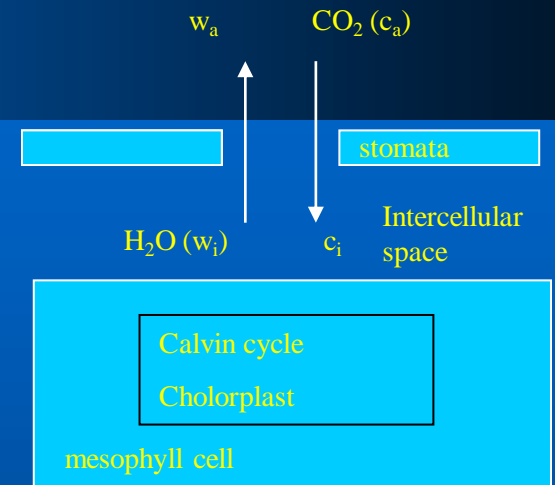 wₐ CO₂ (cₐ)
stomata
Intercellular
space
H₂O (wᵢ) cᵢ
Calvin cycle
Cholorplast
mesophyll cell